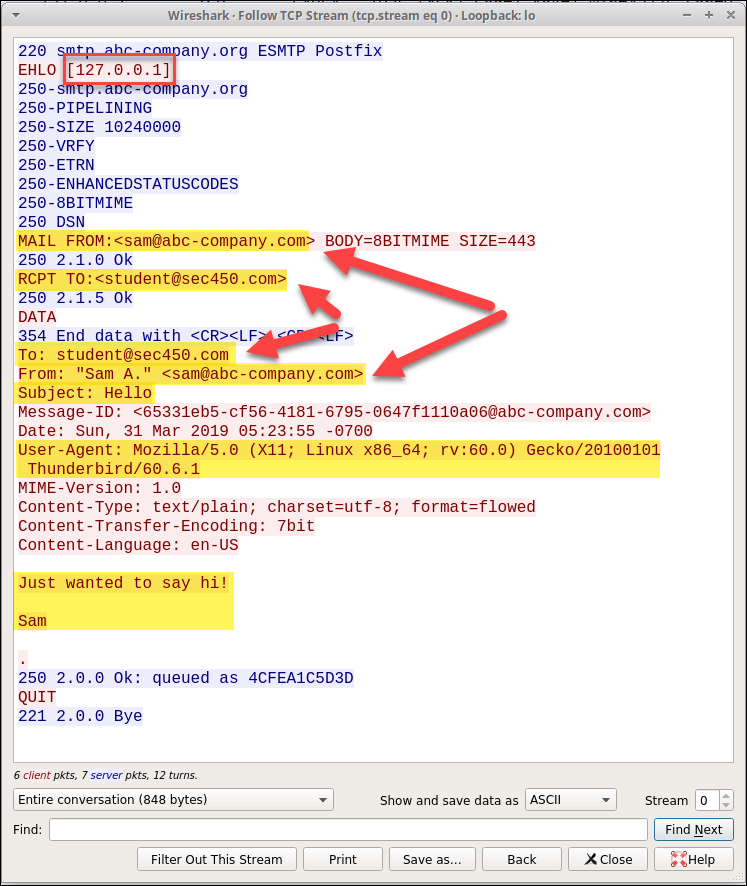 Wireshark · Follow TCP Stream (tcp.stream eq 0) · Loopback: lo
220 smtp.abc-company.org ESMTP Postfix
EHLO [127.0.0.1]
250-smtp.abc-company.org
250-PIPELINING
250-SIZE 10240000
250-VRFY
250-ETRN
250-ENHANCEDSTATUSCODES
250-8BITMIME
250 DSN
MAIL FROM:<sam@abc-company.com> BODY=8BITMIME SIZE=443
250 2.1.0 Ok
RCPT TO:<student@sec450.com>
250 2.1.5 Ok
DATA
354 End data with <CR><LF>.<CR><LF>
To: student@sec450.com
From: "Sam A." <sam@abc-company.com>
Subject: Hello
Message-ID: <65331eb5-cf56-4181-6795-0647f1110a06@abc-company.com>
Date: Sun, 31 Mar 2019 05:23:55 -0700
User-Agent: Mozilla/5.0 (X11; Linux x86_64; rv:60.0) Gecko/20100101
Thunderbird/60.6.1
MIME-Version: 1.0
Content-Type: text/plain; charset=utf-8; format=flowed
Content-Transfer-Encoding: 7bit
Content-Language: en-US
Just wanted to say hi!
Sam
.
250 2.0.0 Ok: queued as 4CFEA1C5D3D
QUIT
221 2.0.0 Bye
6 client pkts, 7 server pkts, 12 turns.
Entire conversation (848 bytes) Show and save data as ASCII Stream 0
Find: Find Next
Filter Out This Stream Print Save as... Back Close Help